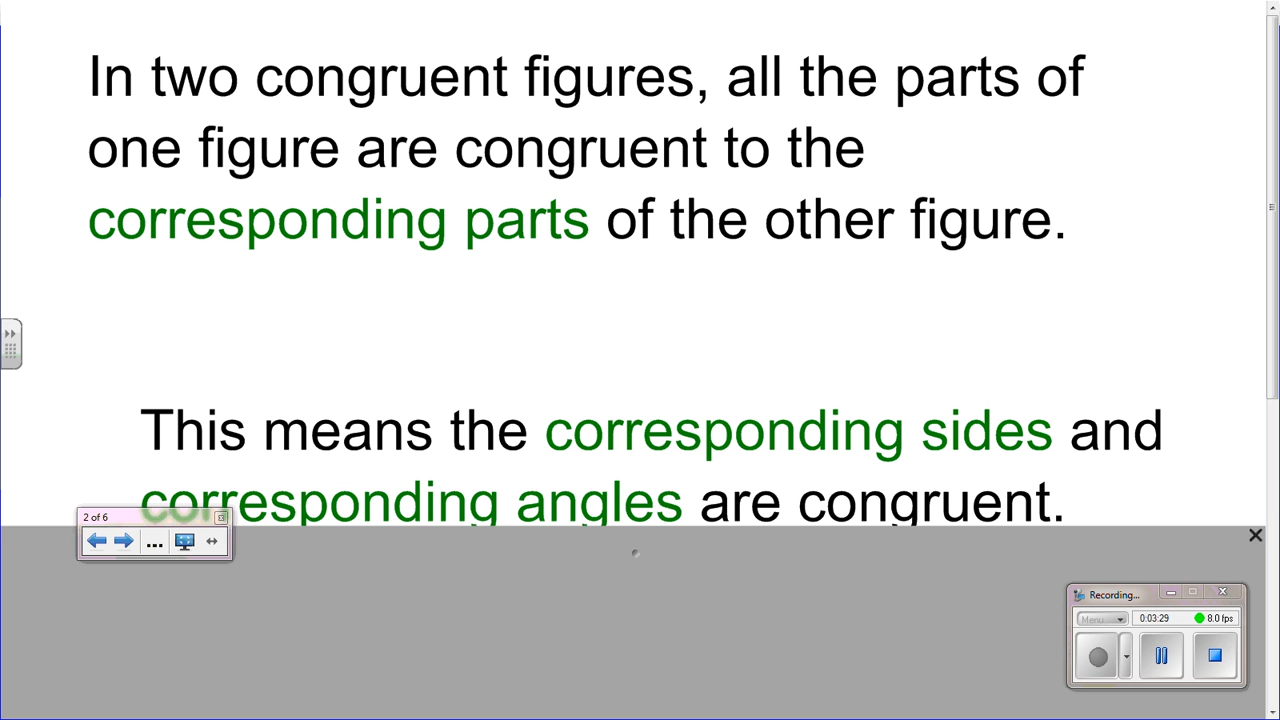 In two congruent figures, all the parts of
one figure are congruent to the
corresponding parts of the other figure.
This means the corresponding sides and
corresponding angles are congruent.
2 of 6
...
Recording...
Menu
0:03:29
8.0 fps